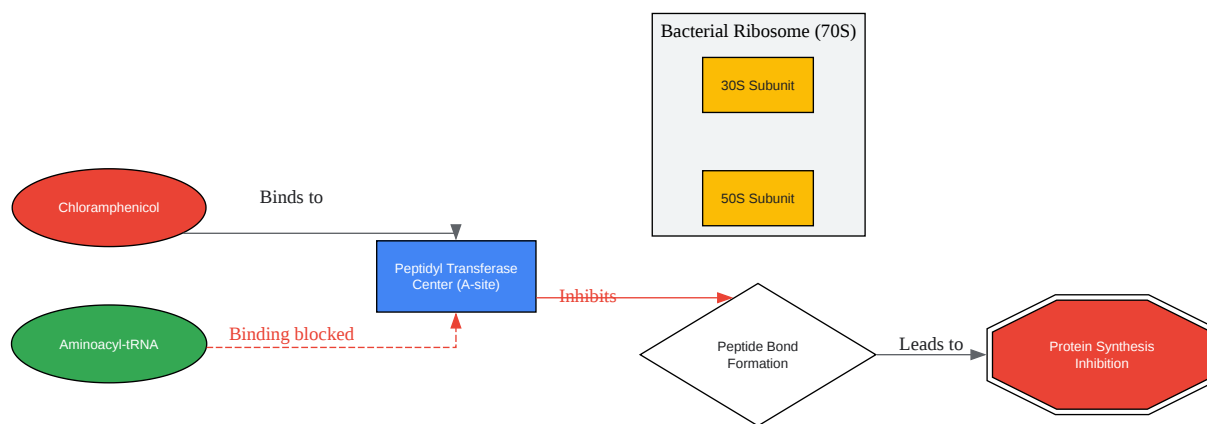 Bacterial Ribosome (70S)
30S Subunit
50S Subunit
Chloramphenicol
Binds to
Peptidyl Transferase
Center (A-site)
Inhibits
Aminoacyl-tRNA
Binding blocked
Peptide Bond
Formation
Leads to
Protein Synthesis
Inhibition